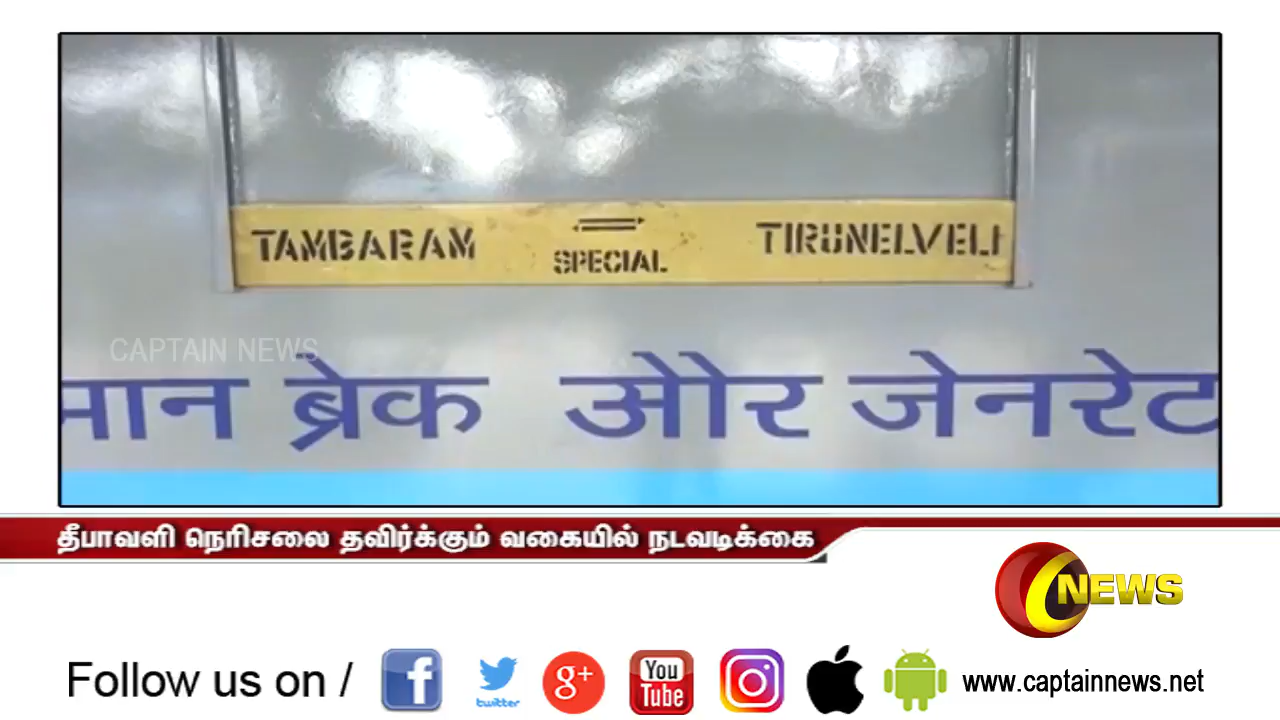 TAMBARAM SPECIAL TIRUNELVELI
CAPTAIN NEWS
मान ब्रेक ओैर जेनरेट
தீபாவளி நெரிசலை தவிர்க்கும் வகையில் நடவடிக்கை
NEWS
Follow us on / f twitter g+ You Tube www.captainnews.net